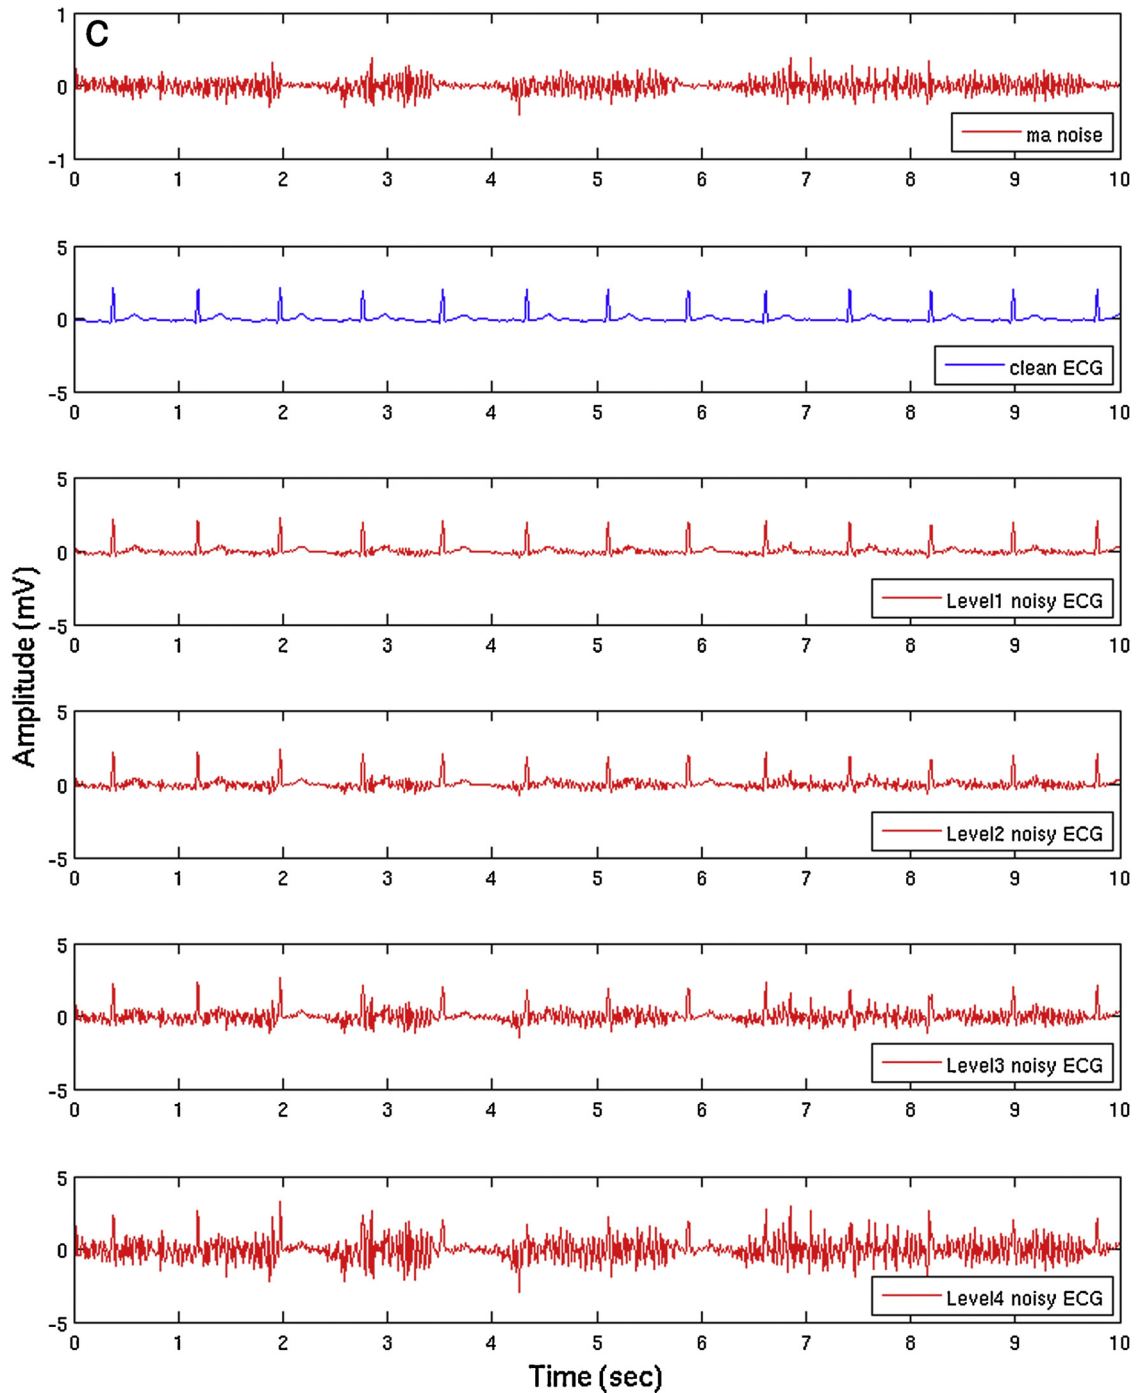 C
1
0
-1
ma noise
0 1 2 3 4 5 6 7 8 9 10
5
0
-5
clean ECG
0 1 2 3 4 5 6 7 8 9 10
5
0
-5
Level1 noisy ECG
0 1 2 3 4 5 6 7 8 9 10
Amplitude (mV)
5
0
-5
Level2 noisy ECG
0 1 2 3 4 5 6 7 8 9 10
5
0
-5
Level3 noisy ECG
0 1 2 3 4 5 6 7 8 9 10
5
0
-5
Level4 noisy ECG
0 1 2 3 4 5 6 7 8 9 10
Time (sec)